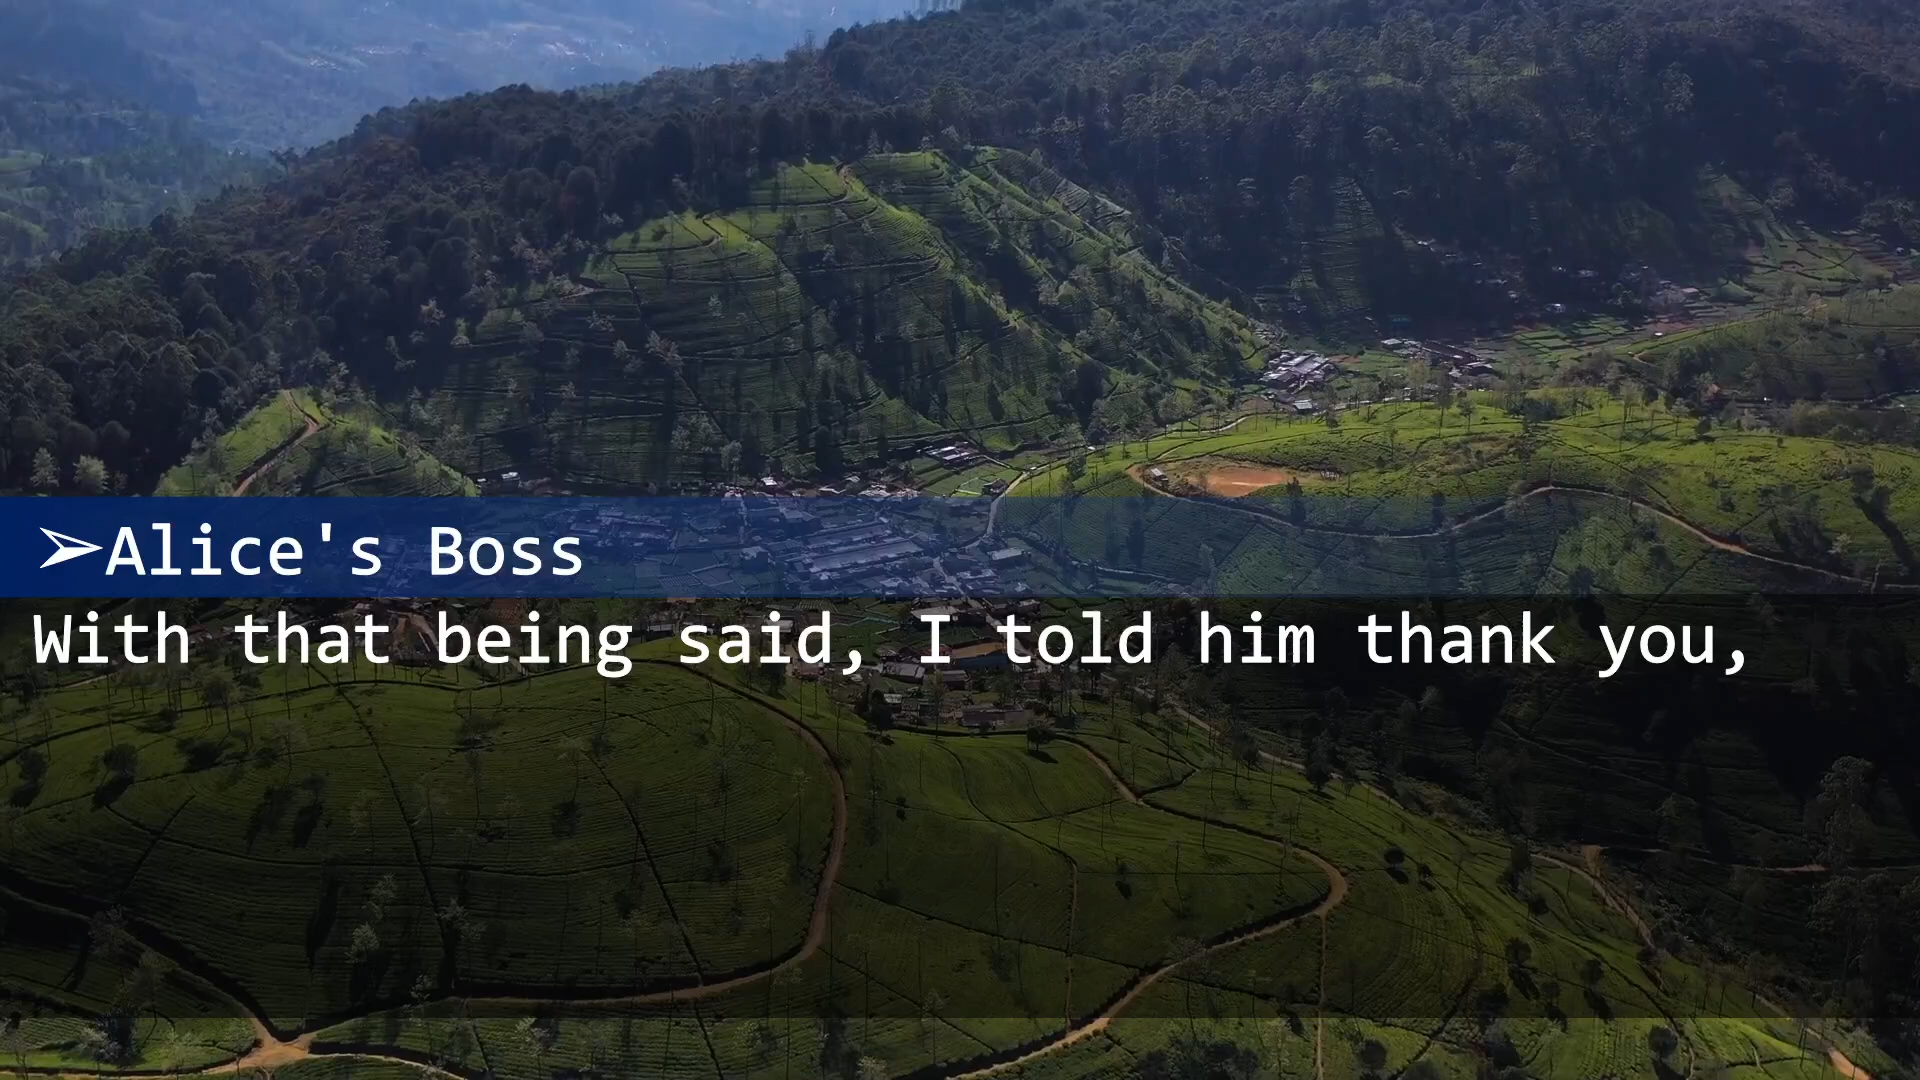 ➢Alice's Boss
With that being said, I told him thank you,